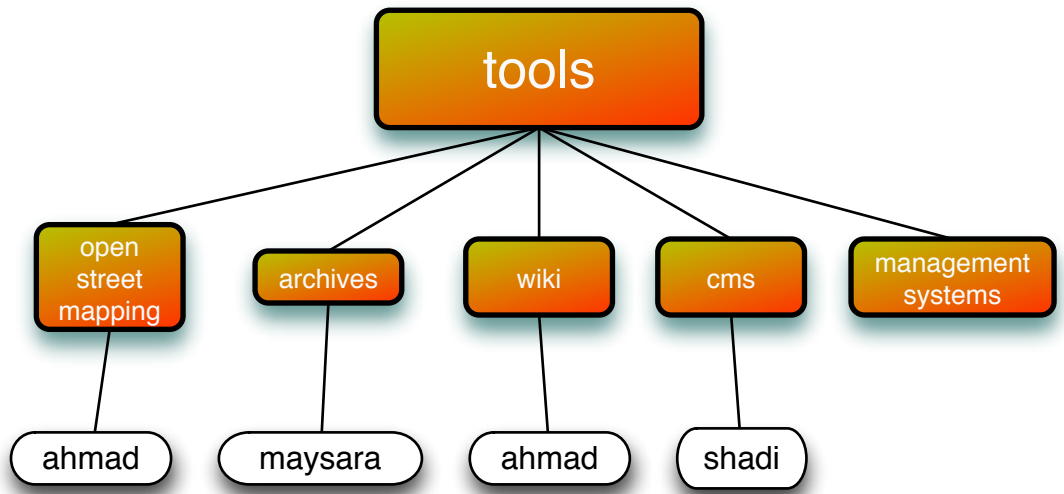 tools
open
street
mapping
archives
wiki
cms
management
systems
ahmad
maysara
ahmad
shadi